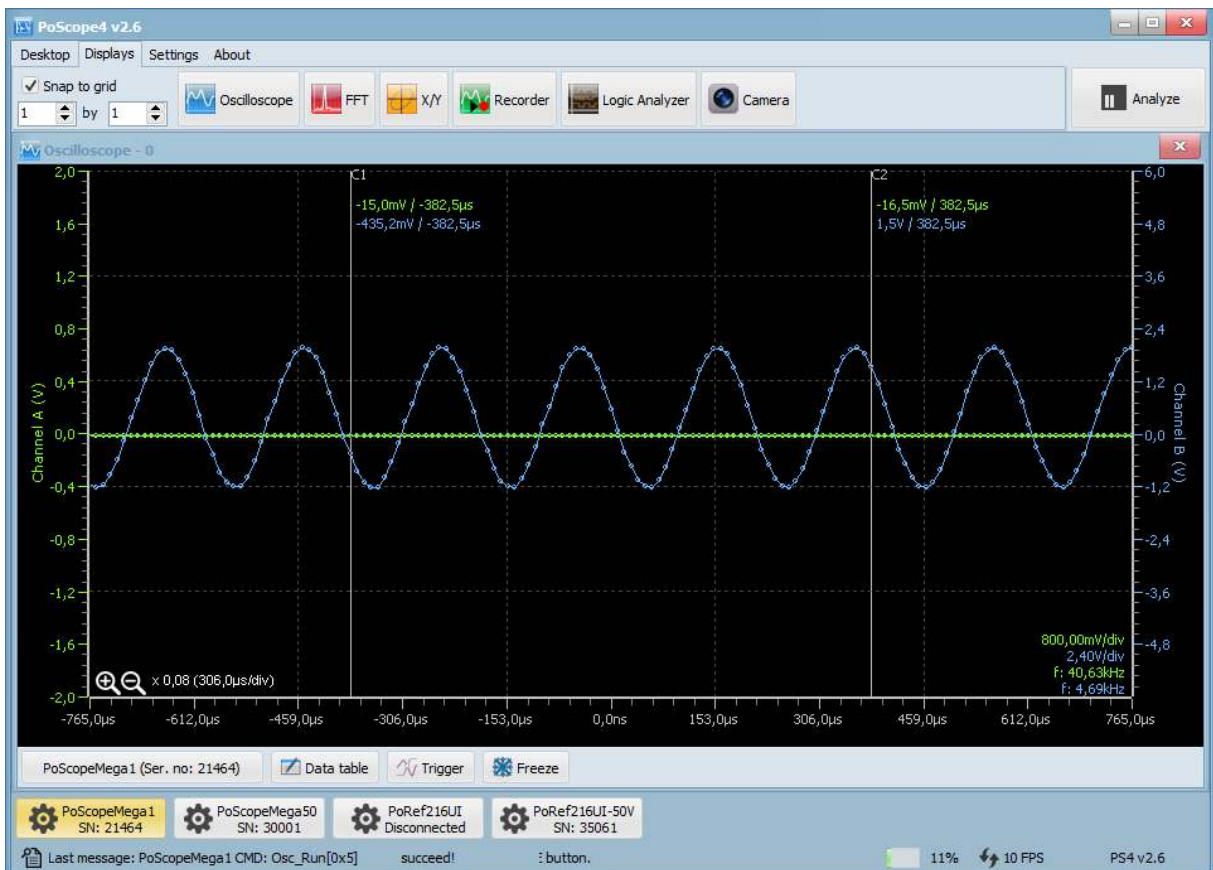 PoScope4 v2.6
Desktop Displays Settings About
Snap to grid
1 by 1
Oscilloscope FFT X/Y Recorder Logic Analyzer Camera Analyze
Oscilloscope - 0
C1 C2
-15,0mV / -382,5µs
-435,2mV / -382,5µs
-16,5mV / 382,5µs
1,5V / 382,5µs
2,0
1,6
1,2
0,8
0,4
0,0
-0,4
-0,8
-1,2
-1,6
-2,0
Channel A (V)
6,0
4,8
3,6
2,4
1,2
0,0
-1,2
-2,4
-3,6
-4,8
Channel B (V)
800,00mV/div
2,40V/div
f: 40,63kHz
f: 4,69kHz
x 0,08 (306,0µs/div)
-765,0µs -612,0µs -459,0µs -306,0µs -153,0µs 0,0ns 153,0µs 306,0µs 459,0µs 612,0µs 765,0µs
PoScopeMega1 (Ser. no: 21464) Data table Trigger Freeze
PoScopeMega1
SN: 21464
PoScopeMega50
SN: 30001
PoRef216UI
Disconnected
PoRef216UI-50V
SN: 35061
Last message: PoScopeMega1 CMD: Osc_Run[0x5] succeed! : button. 11% 10 FPS PS4 v2.6